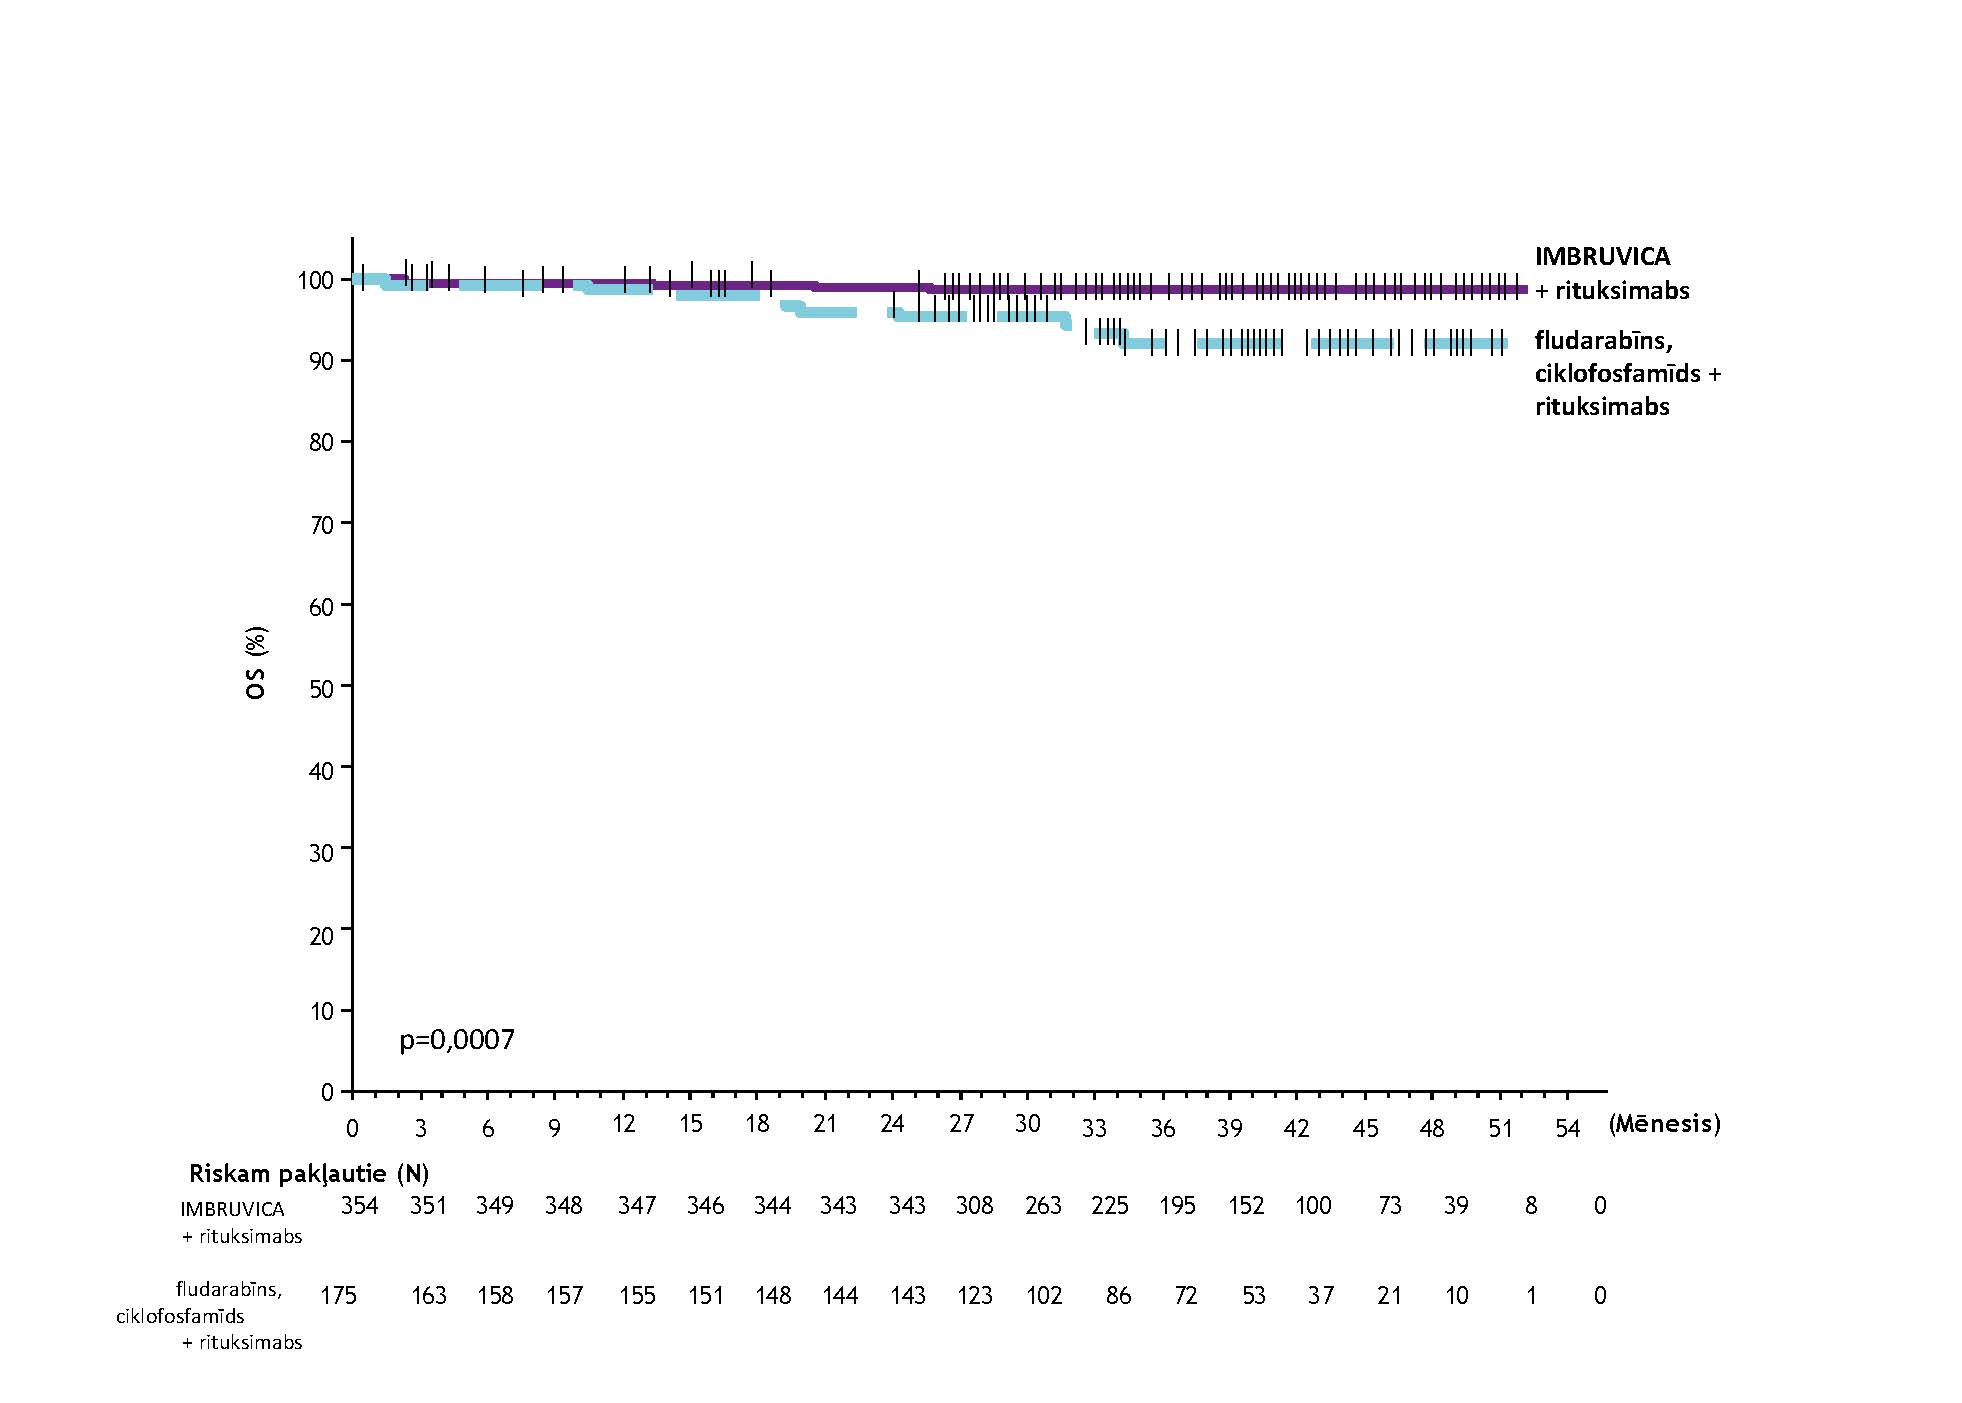 IMBRUVICA
+ rituksimabs
fludarabīns,
ciklofosfamīds +
rituksimabs
100
90
80
70
60
50
40
30
20
10
0
OS (%)
p=0,0007
0 3 6 9 12 15 18 21 24 27 30 33 36 39 42 45 48 51 54 (Mēnesis)
Riskam pakļautie (N)
IMBRUVICA 354 351 349 348 347 346 344 343 343 308 263 225 195 152 100 73 39 8 0
+ rituksimabs
fludarabīns, 175 163 158 157 155 151 148 144 143 123 102 86 72 53 37 21 10 1 0
ciklofosfamīds
+ rituksimabs